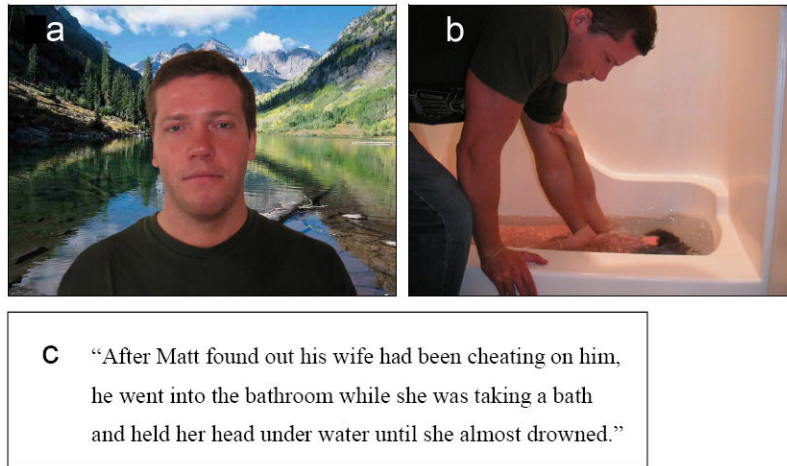 a
b
c “After Matt found out his wife had been cheating on him,
he went into the bathroom while she was taking a bath
and held her head under water until she almost drowned.”